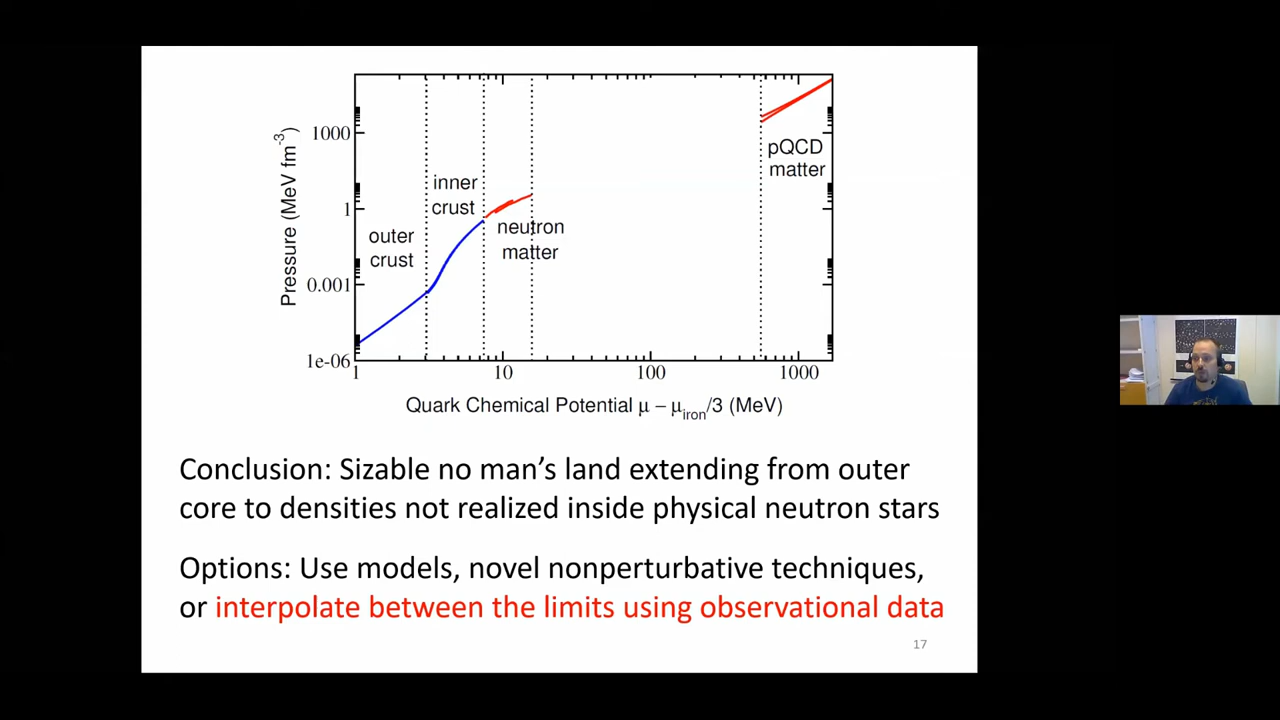 Pressure (MeV fm-3)
1000
1
0.001
1e-06
outer
crust
inner
crust
neutron
matter
pQCD
matter
1 10 100 1000
Quark Chemical Potential μ – μiron/3 (MeV)
Conclusion: Sizable no man's land extending from outer
core to densities not realized inside physical neutron stars
Options: Use models, novel nonperturbative techniques,
or interpolate between the limits using observational data
17